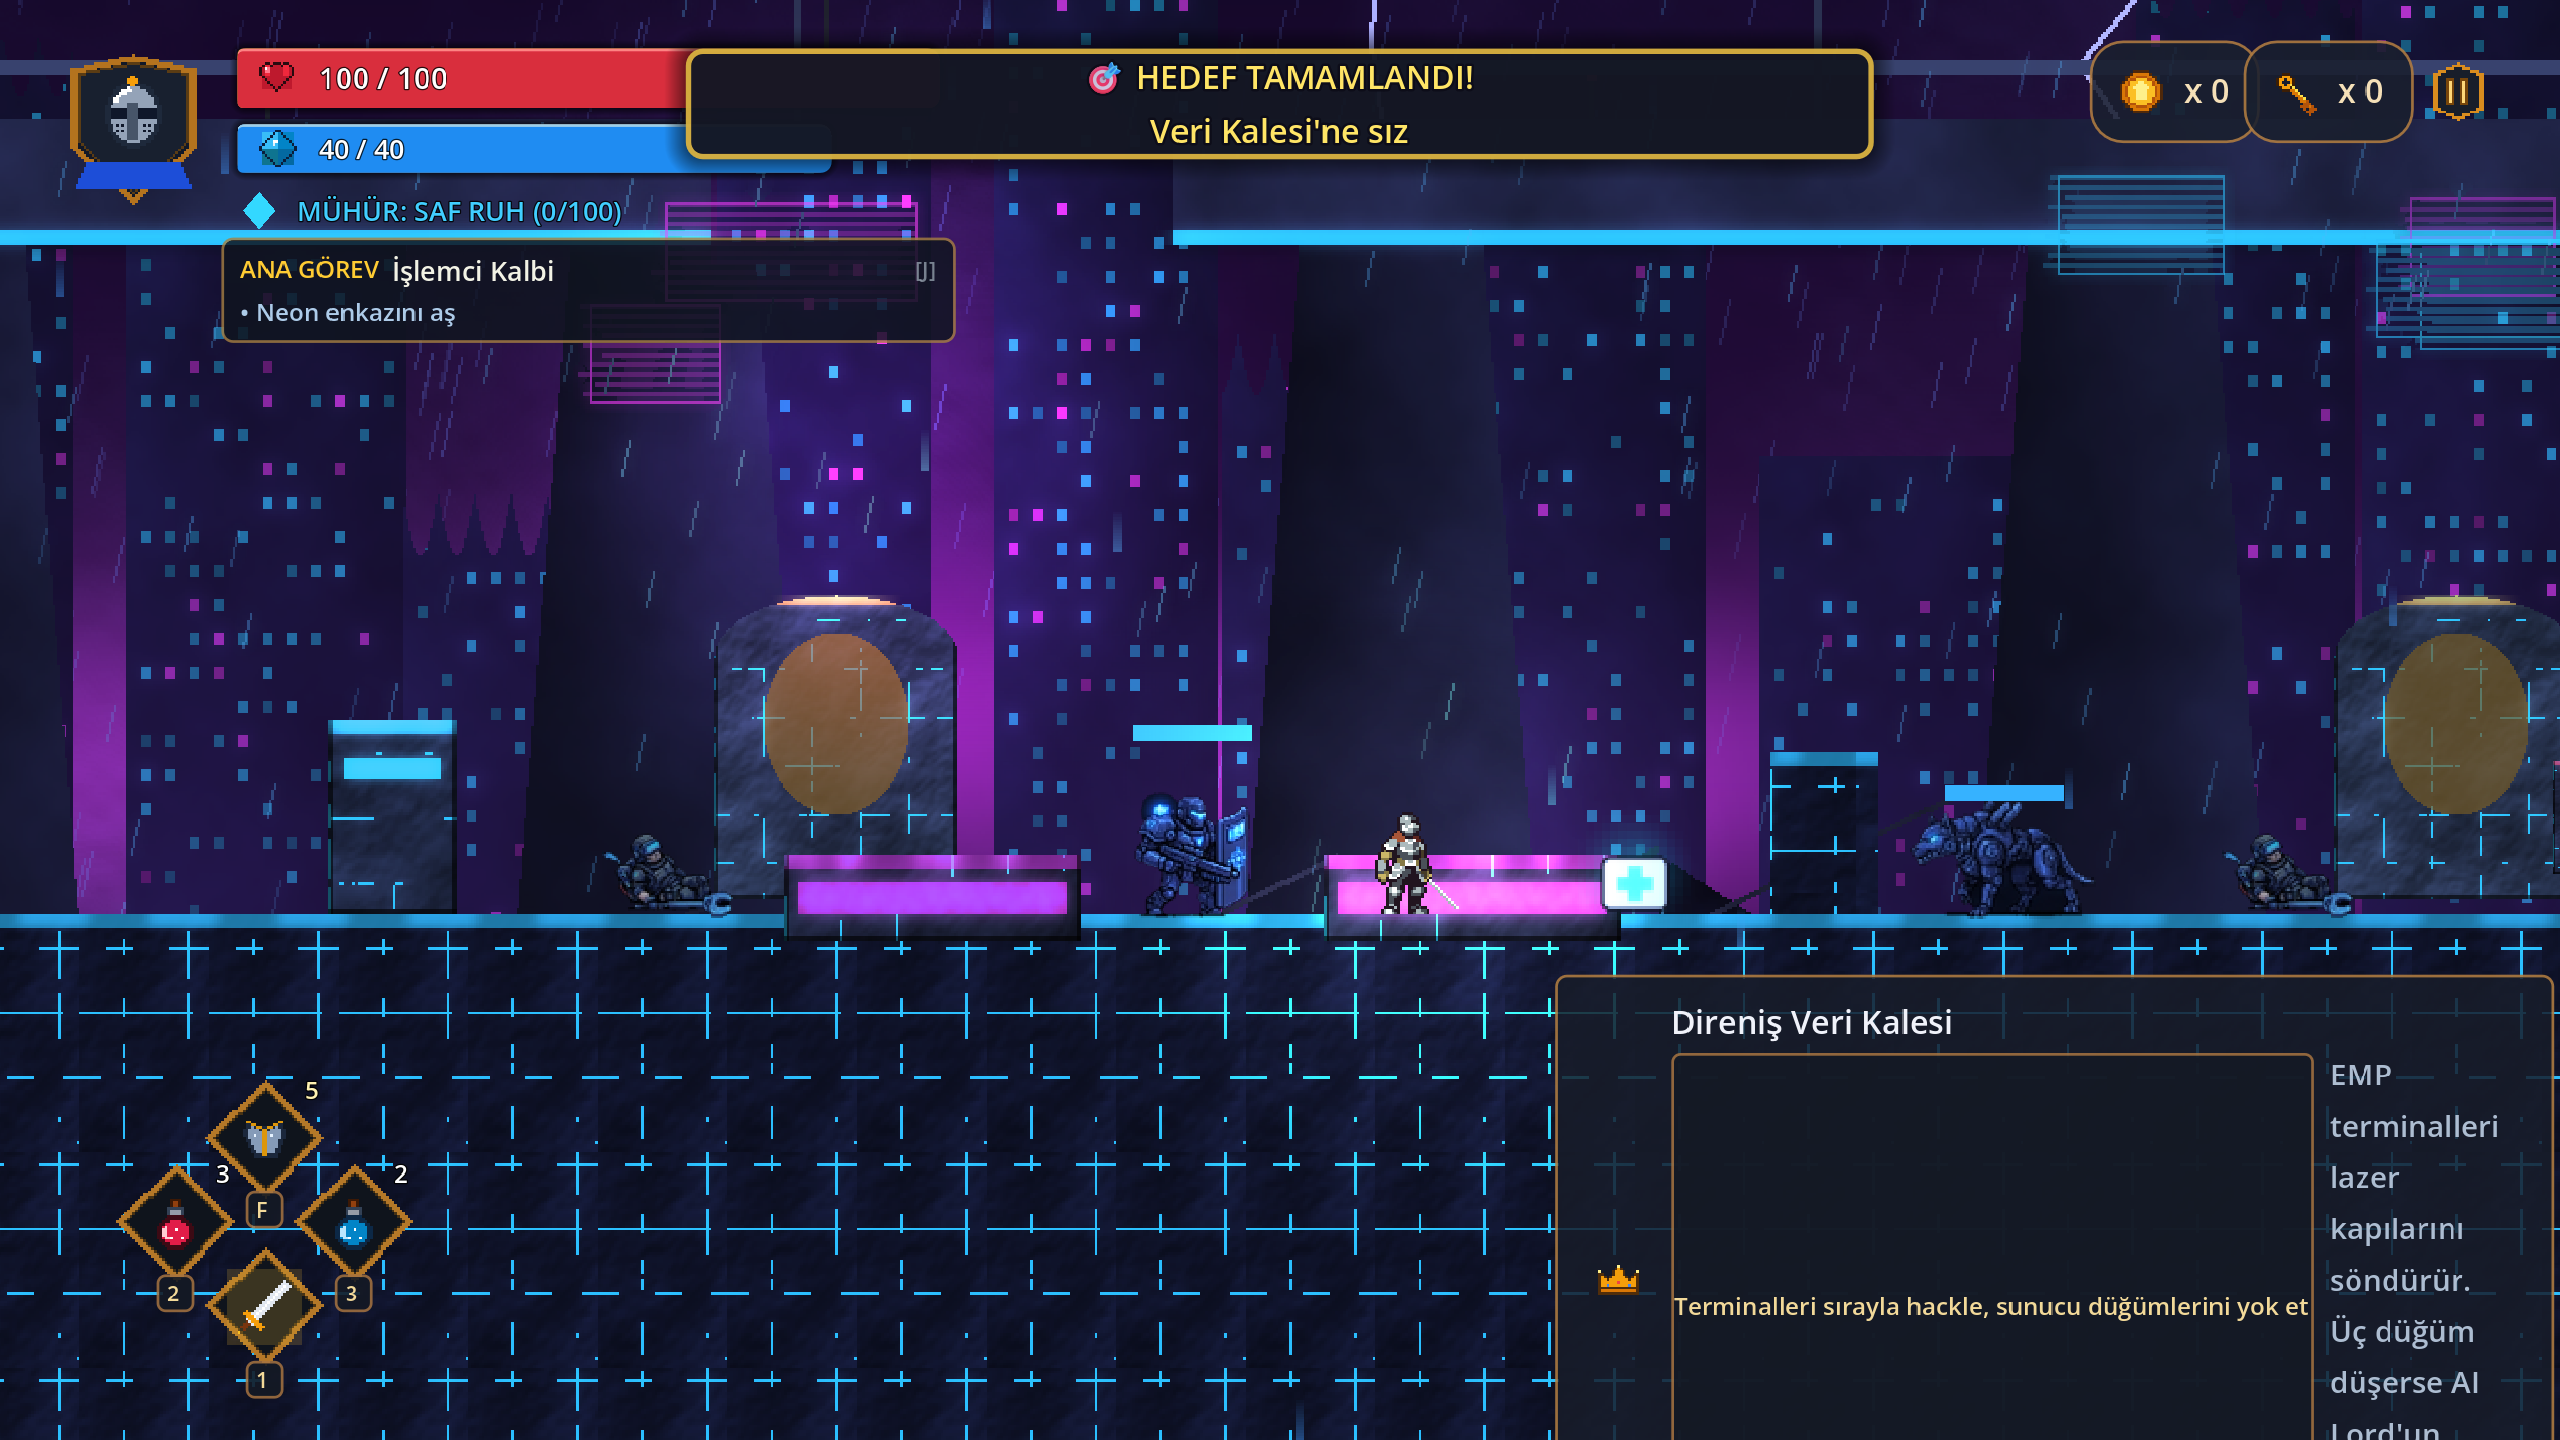 100 / 100
40 / 40
MÜHÜR: SAF RUH (0/100)
HEDEF TAMAMLANDI!
Veri Kalesi'ne sız
x 0
x 0
ANA GÖREV İşlemci Kalbi [J]
• Neon enkazını aş
5
3
2
F
2
3
1
Direniş Veri Kalesi
Terminalleri sırayla hackle, sunucu düğümlerini yok et
EMP
terminalleri
lazer
kapılarını
söndürür.
Üç düğüm
düşerse AI
Lord'un